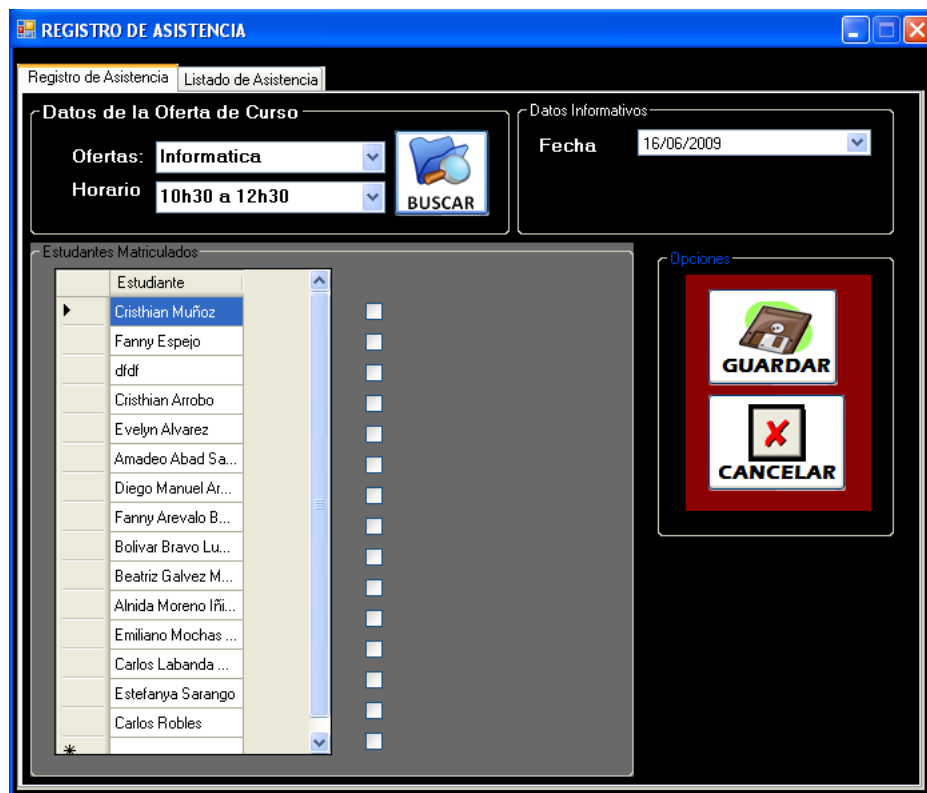 REGISTRO DE ASISTENCIA
Registro de Asistencia Listado de Asistencia
Datos de la Oferta de Curso
Ofertas: Informatica
Horario 10h30 a 12h30
BUSCAR
Datos Informativos
Fecha 16/06/2009
Estudiantes Matriculados
Estudiante
Cristhian Muñoz
Fanny Espejo
dfdf
Cristhian Arrobo
Evelyn Alvarez
Amadeo Abad Sa...
Diego Manuel Ar...
Fanny Arevalo B...
Bolivar Bravo Lu...
Beatriz Galvez M...
Alnida Moreno Iñi...
Emiliano Mochas ...
Carlos Labanda ...
Estefanya Sarango
Carlos Robles
Opciones
GUARDAR
CANCELAR